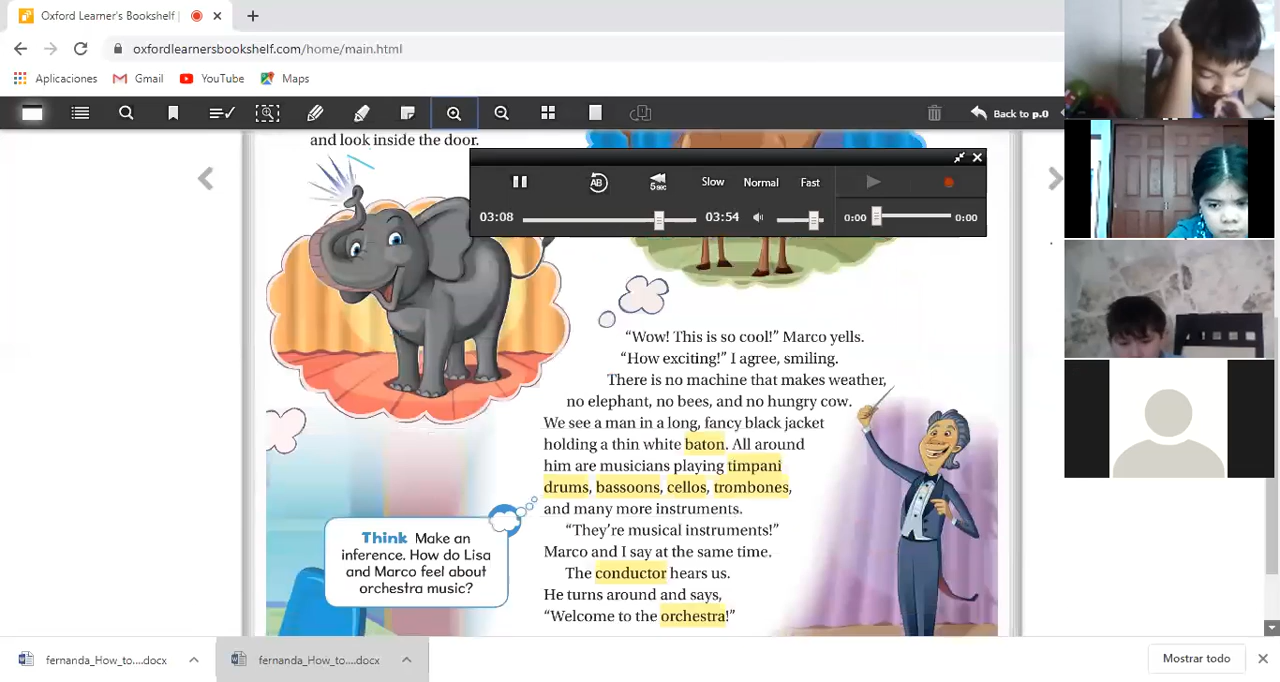 Oxford Learner's Bookshelf |
oxfordlearnersbookshelf.com/home/main.html
Aplicaciones Gmail YouTube Maps
Back to p.0
and look inside the door.
AB 5 SEC Slow Normal Fast
03:08 03:54 0:00 0:00
“Wow! This is so cool!” Marco yells.
“How exciting!” I agree, smiling.
There is no machine that makes weather,
no elephant, no bees, and no hungry cow.
We see a man in a long, fancy black jacket
holding a thin white baton. All around
him are musicians playing timpani
drums, bassoons, cellos, trombones,
and many more instruments.
“They’re musical instruments!”
Marco and I say at the same time.
The conductor hears us.
He turns around and says,
“Welcome to the orchestra!”
Think Make an
inference. How do Lisa
and Marco feel about
orchestra music?
fernanda_How_to....docx fernanda_How_to....docx Mostrar todo